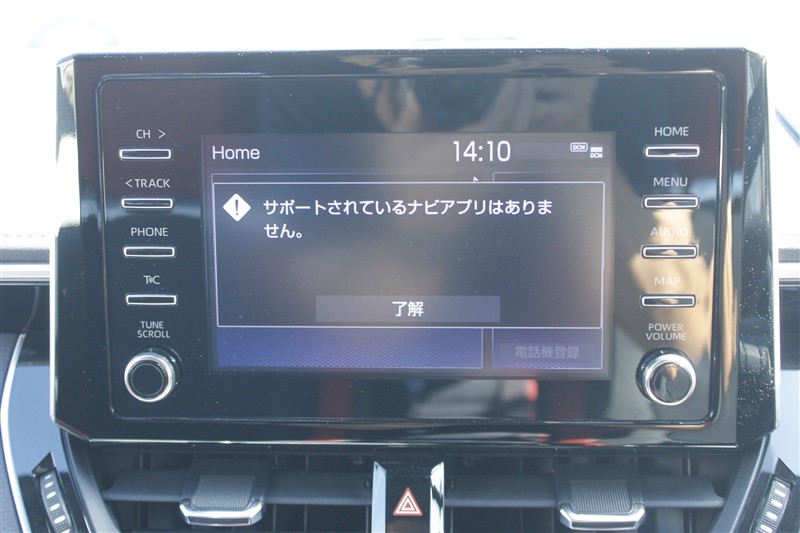 CH >
< TRACK
PHONE
T C
TUNE
SCROLL
Home
14:10
DCM
DCM
サポートされているナビアプリはありま
せん。
了解
電話機登録
HOME
MENU
AUDIO
MAP
POWER
VOLUME